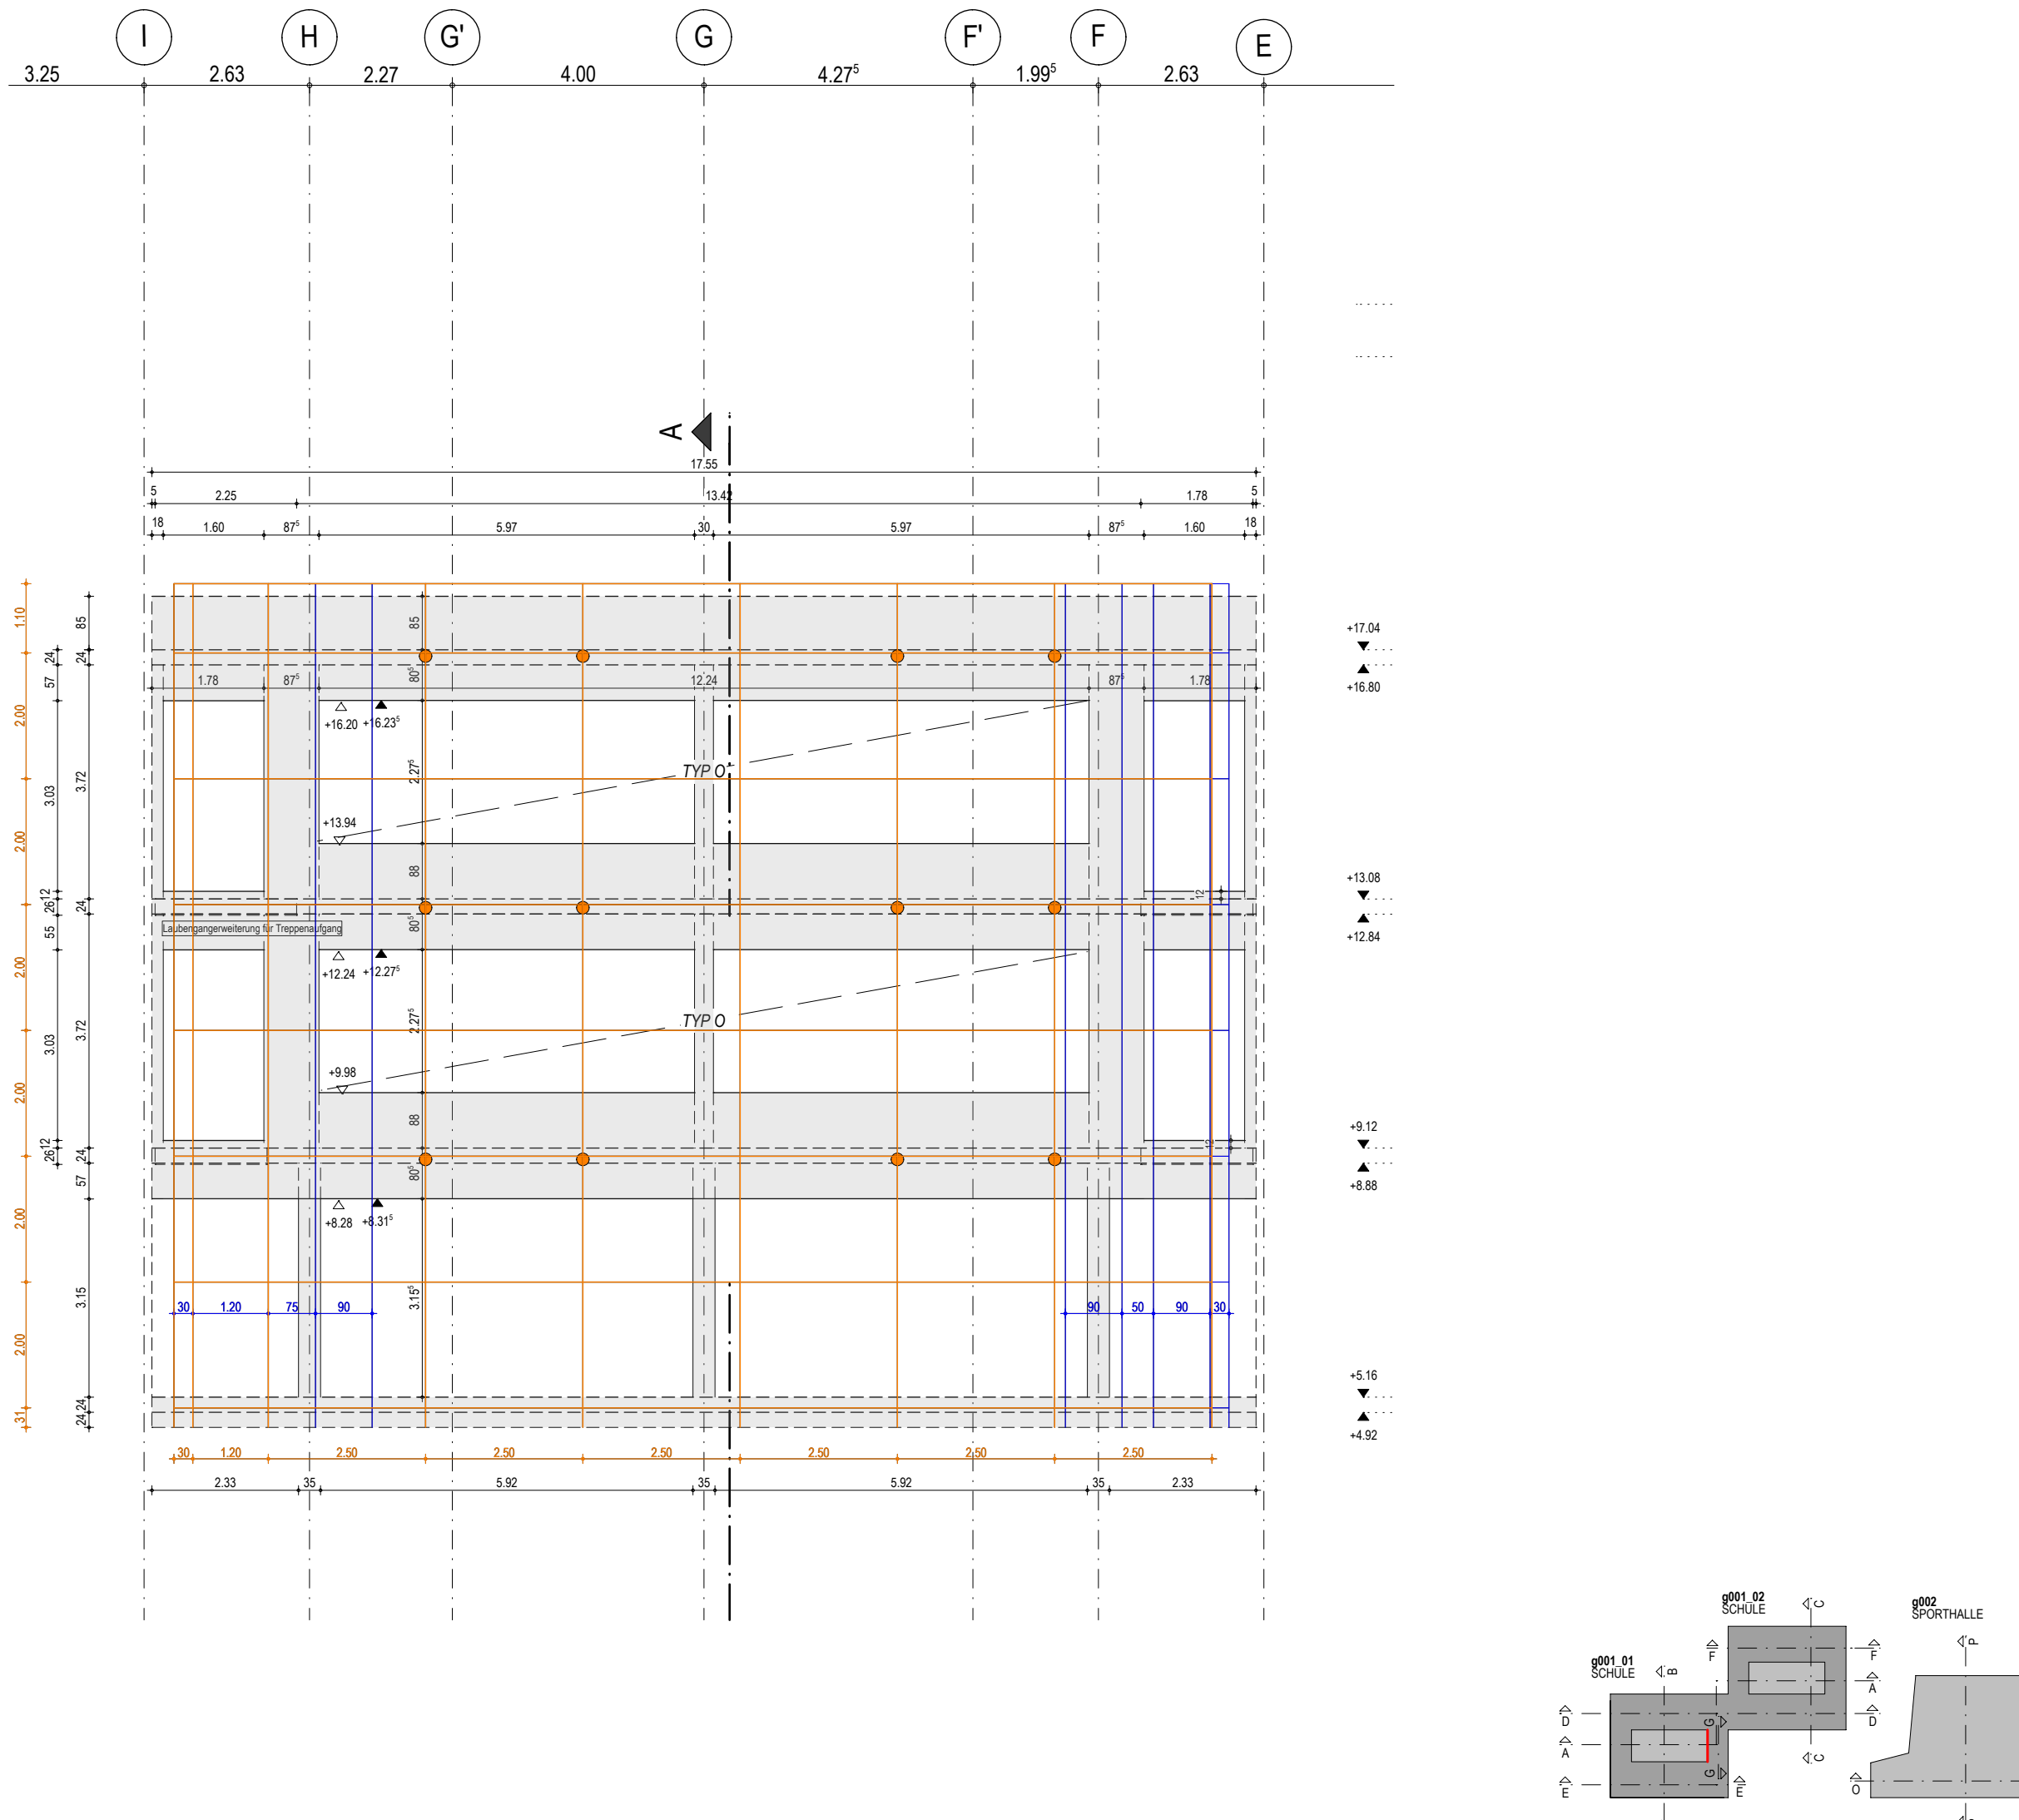 I H G' G F' F E
3.25 2.63 2.27 4.00 4.27⁵ 1.99⁵ 2.63
A
17.55
5 2.25 13.42 1.78 5
18 1.60 87⁵ 5.97 30 5.97 87⁵ 1.60 18
1.10 85 85
+17.04
24 24
57 80⁵
1.78 87⁵ 12.24 87⁵ 1.78
+16.80
+16.20 +16.23⁵
2.00
3.03 3.72 2.27⁵
TYP O
+13.94
2.00
88
+13.08
12 12
26 24
55 80⁵
Laubengangerweiterung für Treppenaufgang
+12.84
+12.24 +12.27⁵
2.00
3.03 3.72 2.27⁵
TYP O
+9.98
2.00
88
+9.12
12 12
26 24
57 80⁵
+8.88
+8.28 +8.31⁵
2.00
3.15 3.15⁵
30 1.20 75 90 90 50 90 30
2.00
+5.16
24
31 24
+4.92
30 1.20 2.50 2.50 2.50 2.50 2.50 2.50
2.33 35 5.92 35 5.92 35 2.33
g001_02
SCHULE
C
g002
SPORTHALLE
P
F F
g001_01
SCHULE
B
A
D G D
A
G C
E E
O